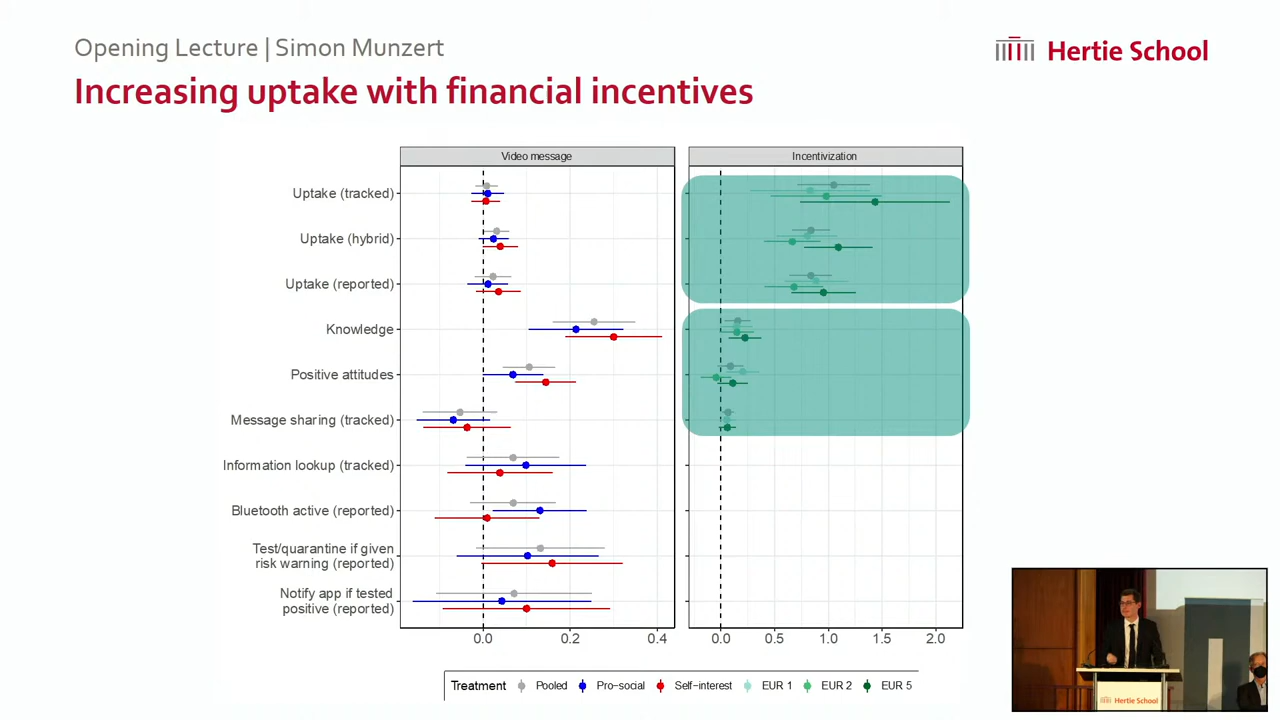 Opening Lecture | Simon Munzert
Hertie School
Increasing uptake with financial incentives
Video message
Incentivization
Uptake (tracked)
Uptake (hybrid)
Uptake (reported)
Knowledge
Positive attitudes
Message sharing (tracked)
Information lookup (tracked)
Bluetooth active (reported)
Test/quarantine if given
risk warning (reported)
Notify app if tested
positive (reported)
0.0 0.2 0.4
0.0 0.5 1.0 1.5 2.0
Treatment Pooled Pro−social Self−interest EUR 1 EUR 2 EUR 5
Hertie School